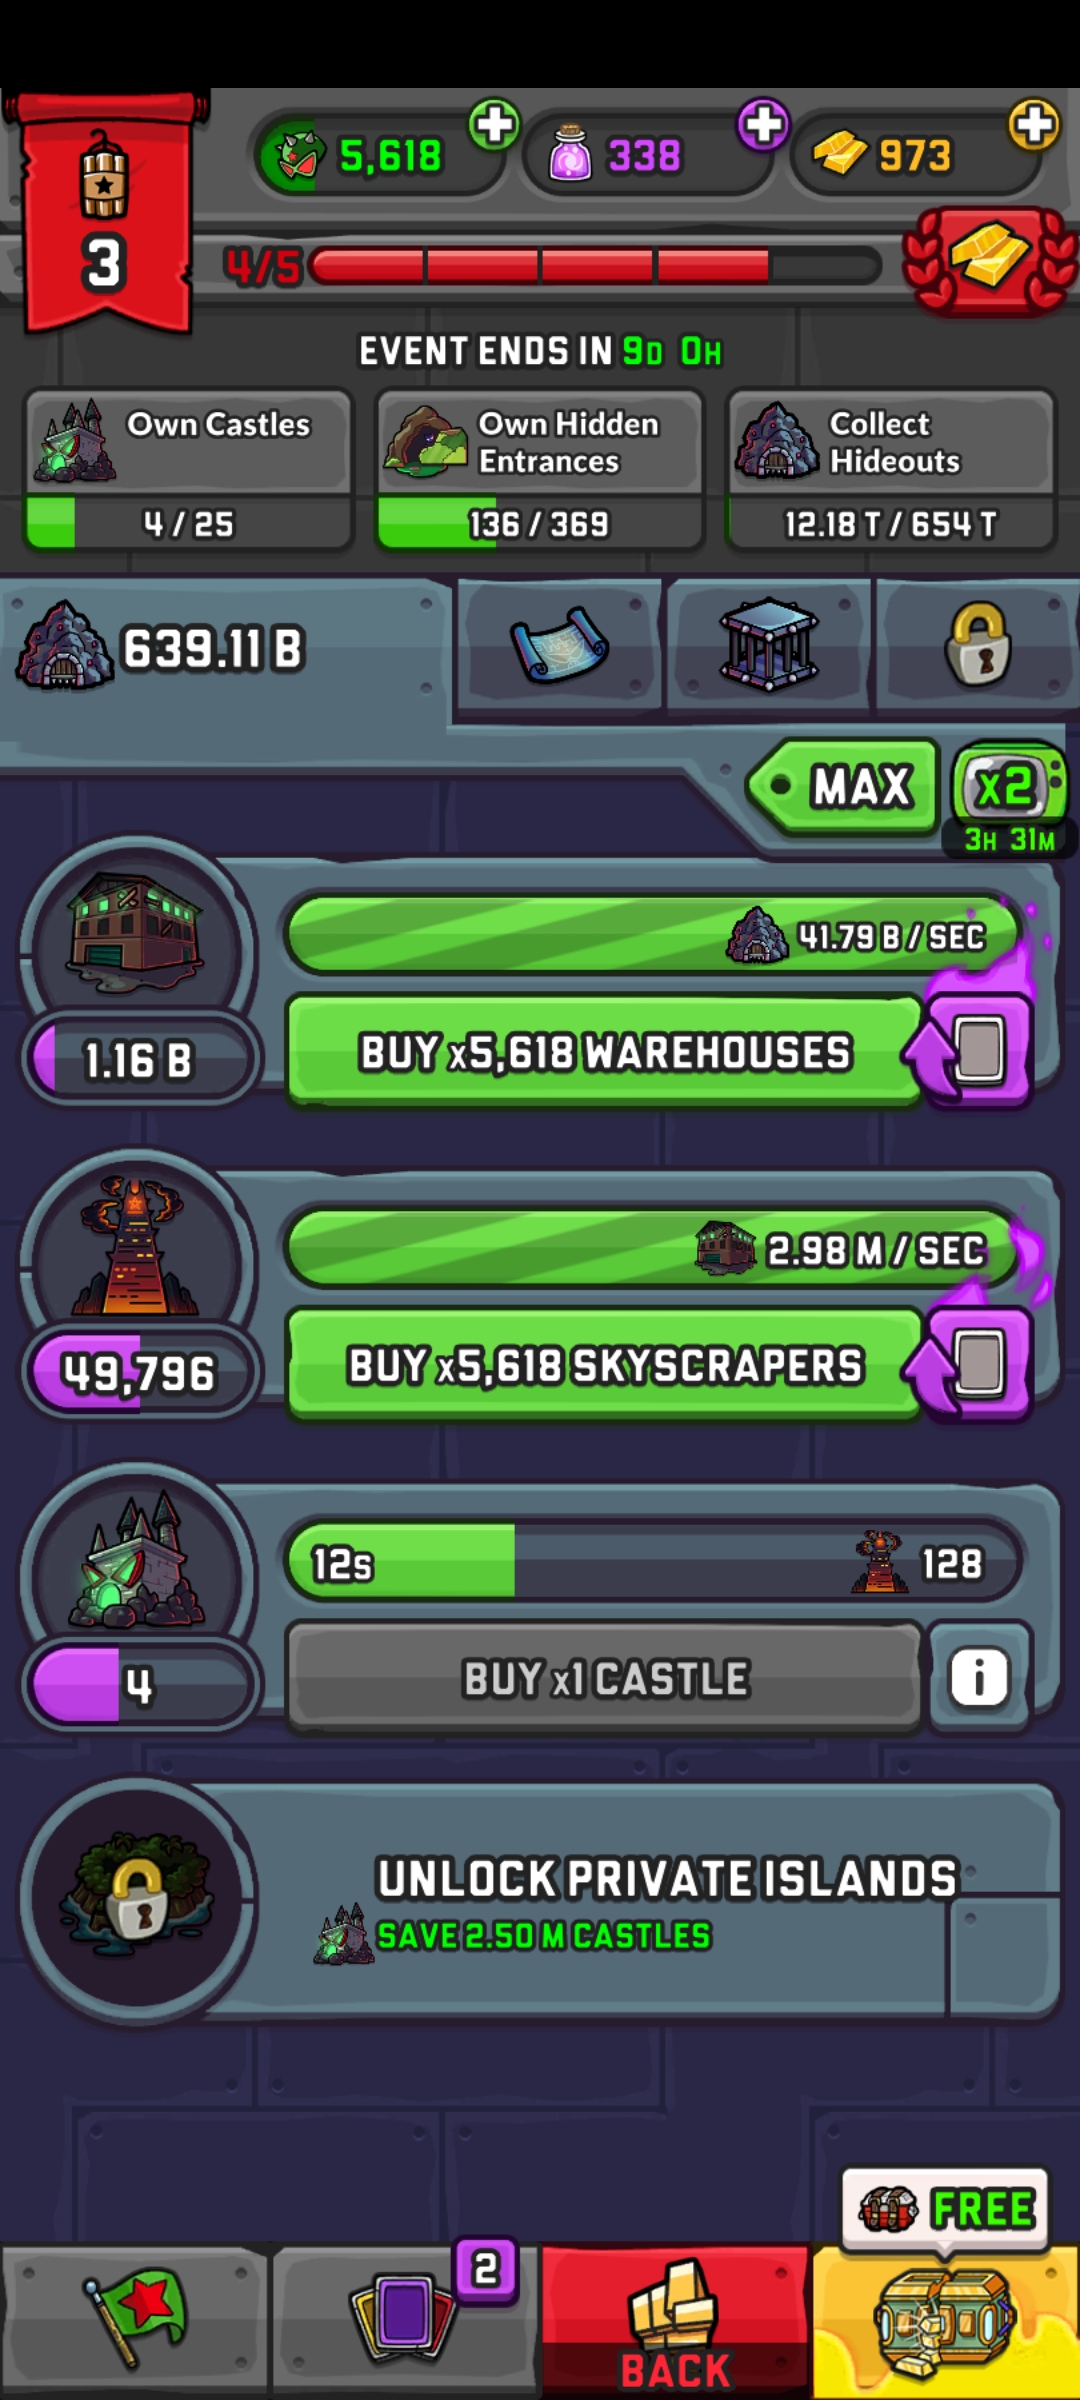 5,618
338
973
3
4/5
EVENT ENDS IN 9D 0H
Own Castles
4 / 25
Own Hidden
Entrances
136 / 369
Collect
Hideouts
12.18 T / 654 T
639.11 B
MAX
x2
3H 31M
41.79 B / SEC
1.16 B
BUY x5,618 WAREHOUSES
2.98 M / SEC
49,796
BUY x5,618 SKYSCRAPERS
12s
128
4
BUY x1 CASTLE
i
UNLOCK PRIVATE ISLANDS
SAVE 2.50 M CASTLES
FREE
2
BACK